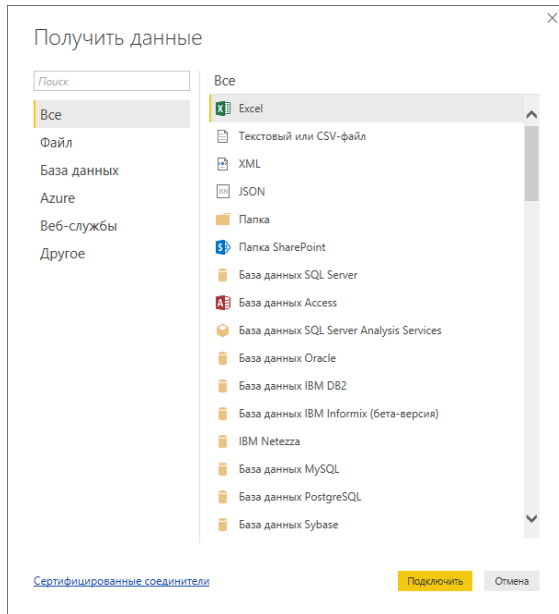 Получить данные
Поиск
Все
Файл
База данных
Azure
Веб-службы
Другое
Все
Excel
Текстовый или CSV-файл
XML
JSON
Папка
Папка SharePoint
База данных SQL Server
База данных Access
База данных SQL Server Analysis Services
База данных Oracle
База данных IBM DB2
База данных IBM Informix (бета-версия)
IBM Netezza
База данных MySQL
База данных PostgreSQL
База данных Sybase
Сертифицированные соединители
Подключить
Отмена